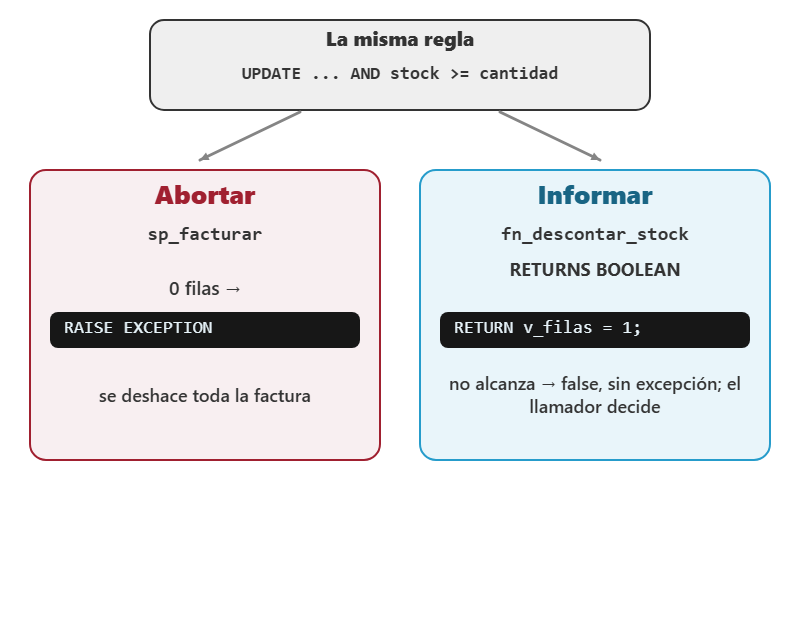 La misma regla
UPDATE ... AND stock >= cantidad
Abortar
sp_facturar
0 filas →
RAISE EXCEPTION
se deshace toda la factura
Informar
fn_descontar_stock
RETURNS BOOLEAN
RETURN v_filas = 1;
no alcanza → false, sin excepción; el
llamador decide